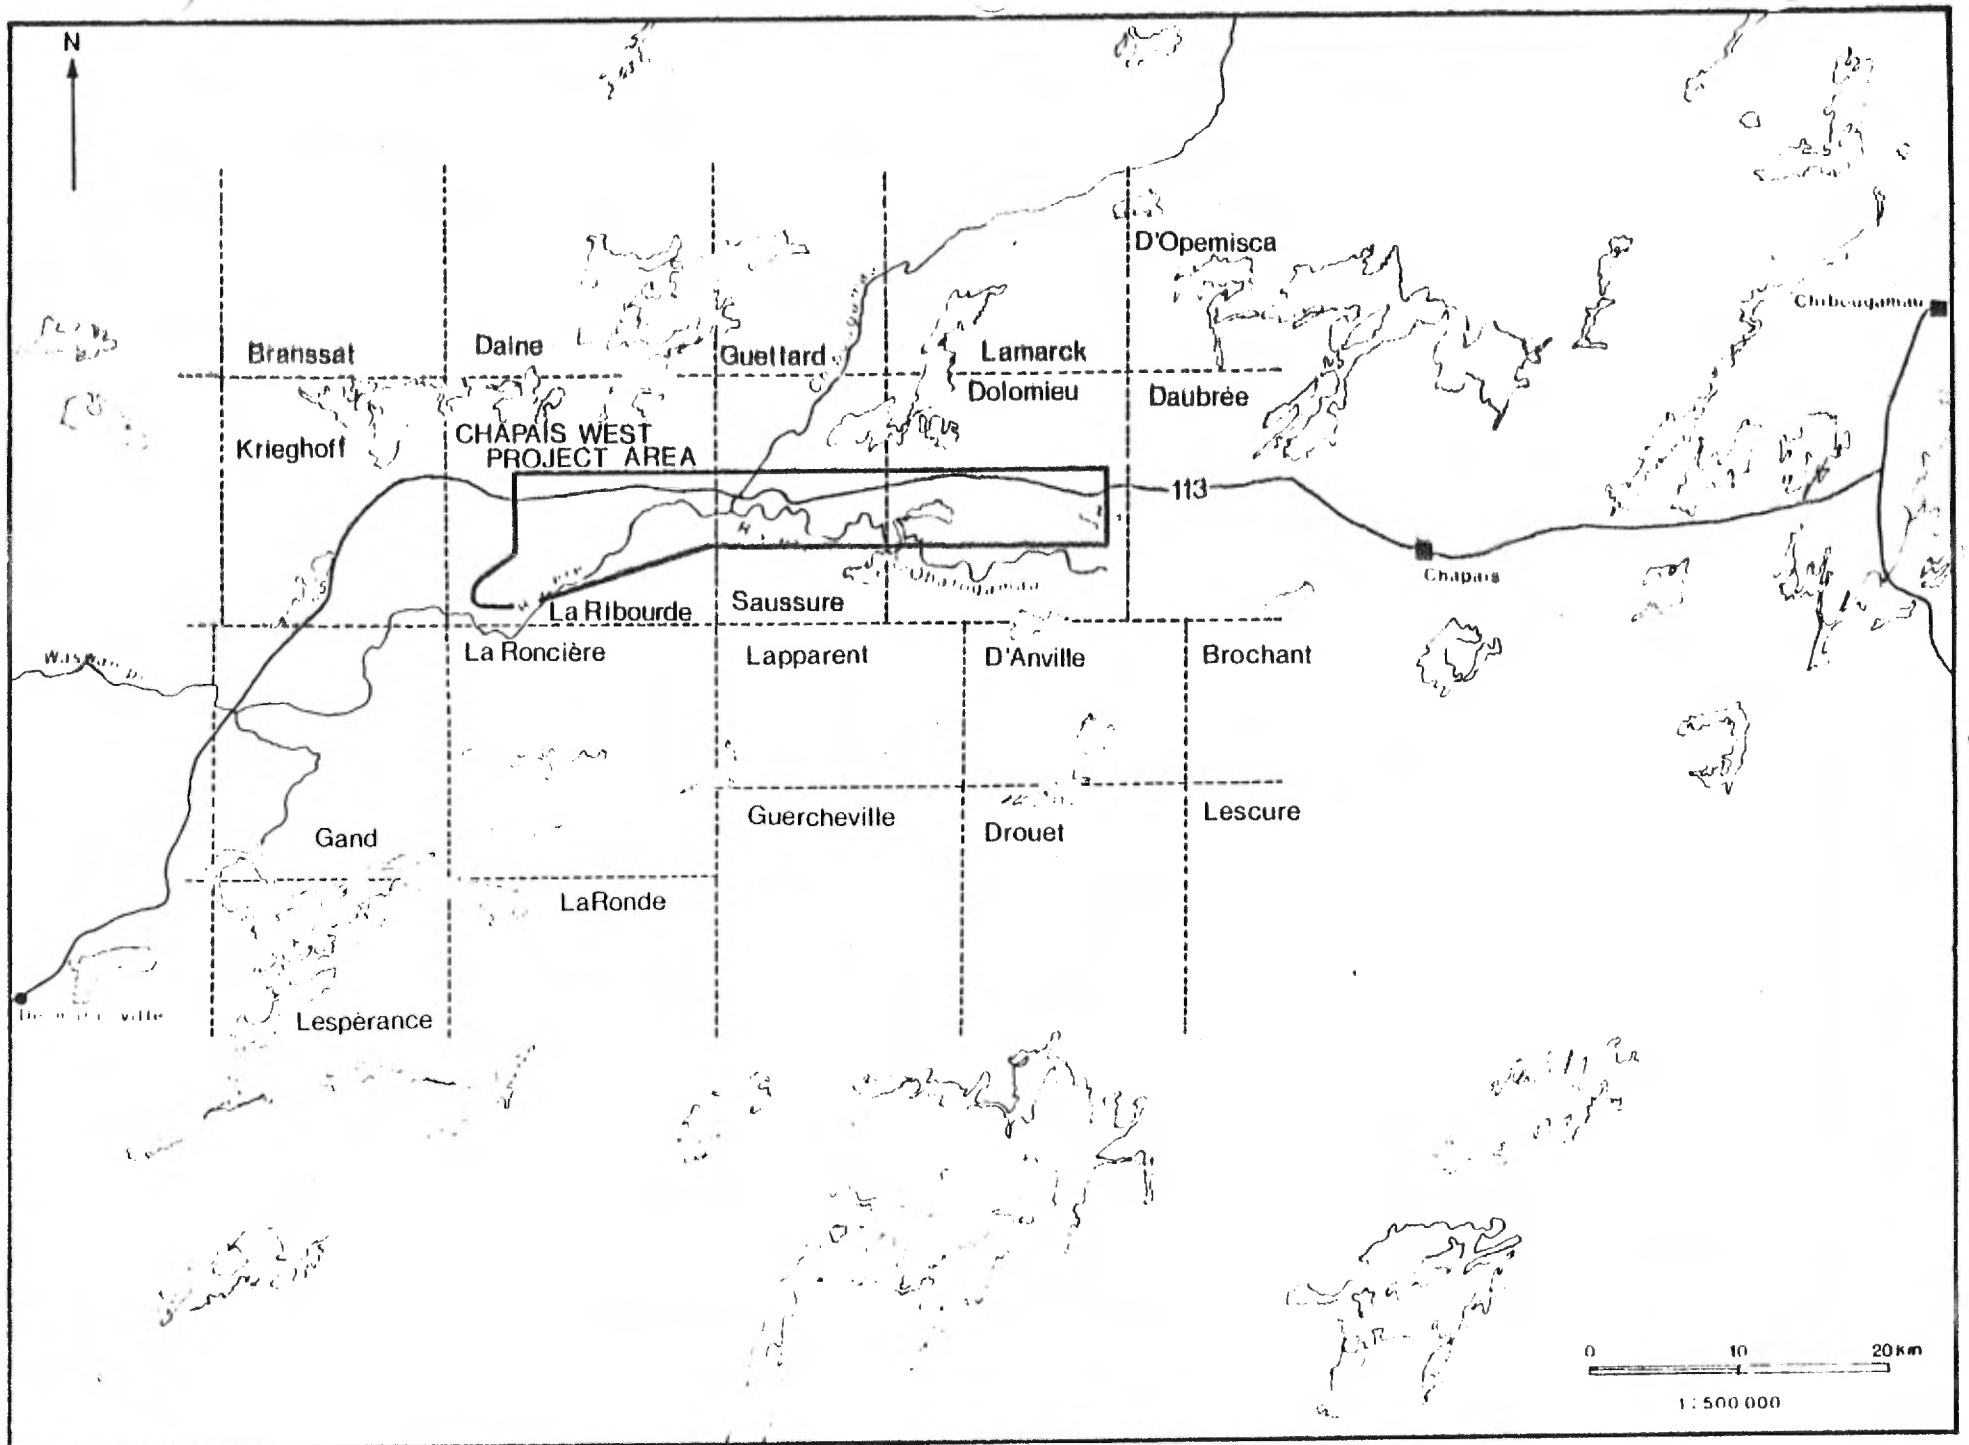 N
D'Opemisca
Chibougamau
Branssat
Daine
Guettard
Lamarck
Dolomieu
Daubrée
Krieghoff
CHAPAIS WEST
PROJECT AREA
113
Chapais
La Ribourde
Saussure
La Roncière
Lapparent
D'Anville
Brochant
Gand
Guercheville
Drouet
Lescure
LaRonde
Lespérance
0 10 20 km
1 : 500 000